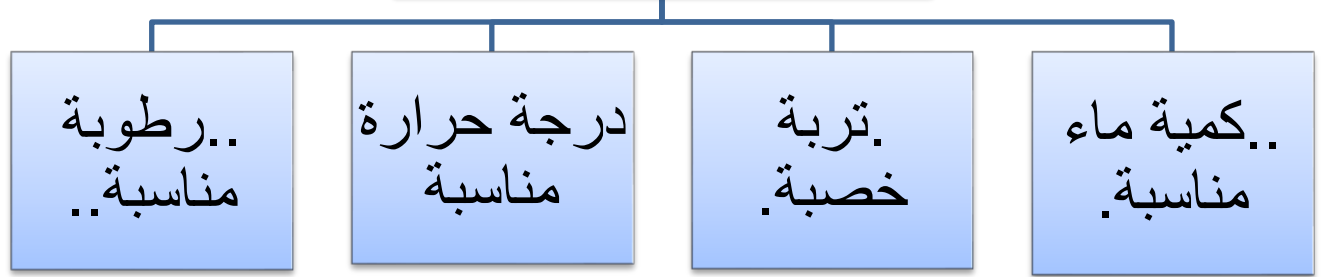 ..كمية ماء
مناسبة.
.تربة
خصبة.
درجة حرارة
مناسبة
..رطوبة
مناسبة..